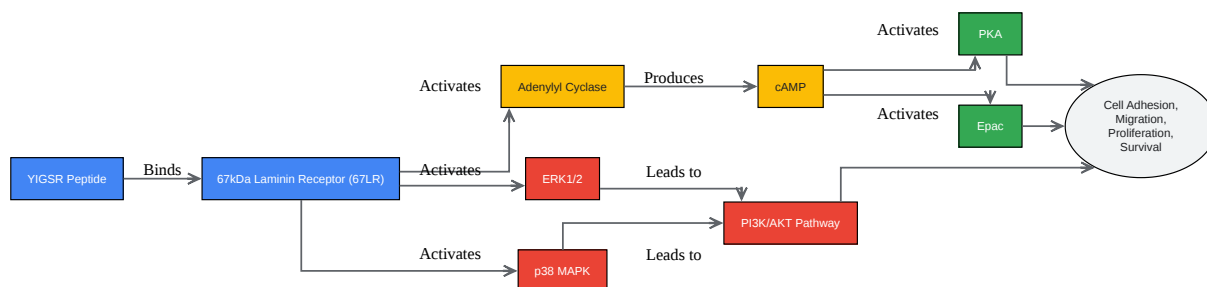 Activates
PKA
Activates
Adenylyl Cyclase
Produces
cAMP
Activates
Epac
Cell Adhesion,
Migration,
Proliferation,
Survival
YIGSR Peptide
Binds
67kDa Laminin Receptor (67LR)
Activates
ERK1/2
Leads to
PI3K/AKT Pathway
Activates
p38 MAPK
Leads to